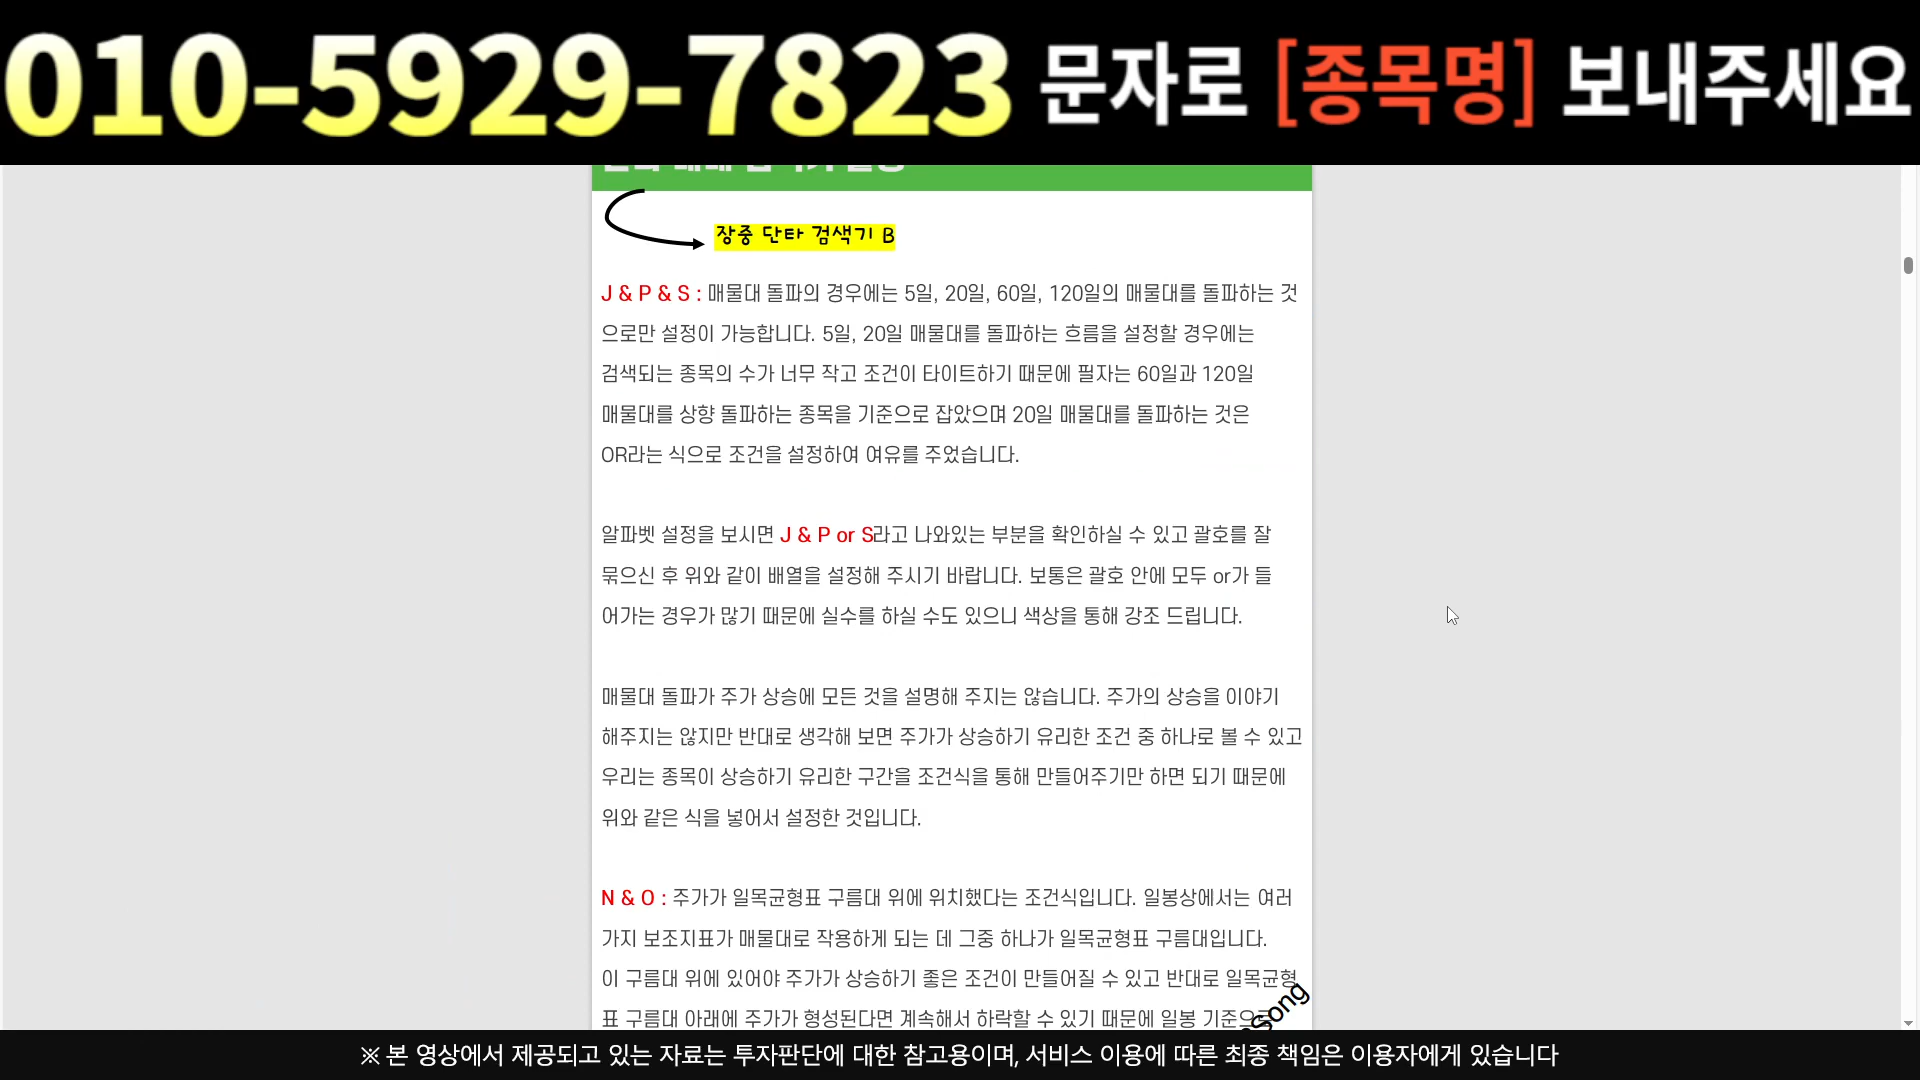 010-5929-7823 문자로 [종목명] 보내주세요
장중 단타 검색기 B
J & P & S : 매물대 돌파의 경우에는 5일, 20일, 60일, 120일의 매물대를 돌파하는 것
으로만 설정이 가능합니다. 5일, 20일 매물대를 돌파하는 흐름을 설정할 경우에는
검색되는 종목의 수가 너무 작고 조건이 타이트하기 때문에 필자는 60일과 120일
매물대를 상향 돌파하는 종목을 기준으로 잡았으며 20일 매물대를 돌파하는 것은
OR라는 식으로 조건을 설정하여 여유를 주었습니다.
알파벳 설정을 보시면 J & P or S라고 나와있는 부분을 확인하실 수 있고 괄호를 잘
묶으신 후 위와 같이 배열을 설정해 주시기 바랍니다. 보통은 괄호 안에 모두 or가 들
어가는 경우가 많기 때문에 실수를 하실 수도 있으니 색상을 통해 강조 드립니다.
매물대 돌파가 주가 상승에 모든 것을 설명해 주지는 않습니다. 주가의 상승을 이야기
해주지는 않지만 반대로 생각해 보면 주가가 상승하기 유리한 조건 중 하나로 볼 수 있고
우리는 종목이 상승하기 유리한 구간을 조건식을 통해 만들어주기만 하면 되기 때문에
위와 같은 식을 넣어서 설정한 것입니다.
N & O : 주가가 일목균형표 구름대 위에 위치했다는 조건식입니다. 일봉상에서는 여러
가지 보조지표가 매물대로 작용하게 되는 데 그중 하나가 일목균형표 구름대입니다.
이 구름대 위에 있어야 주가가 상승하기 좋은 조건이 만들어질 수 있고 반대로 일목균형
표 구름대 아래에 주가가 형성된다면 계속해서 하락할 수 있기 때문에 일봉 기준으로
Song
※ 본 영상에서 제공되고 있는 자료는 투자판단에 대한 참고용이며, 서비스 이용에 따른 최종 책임은 이용자에게 있습니다